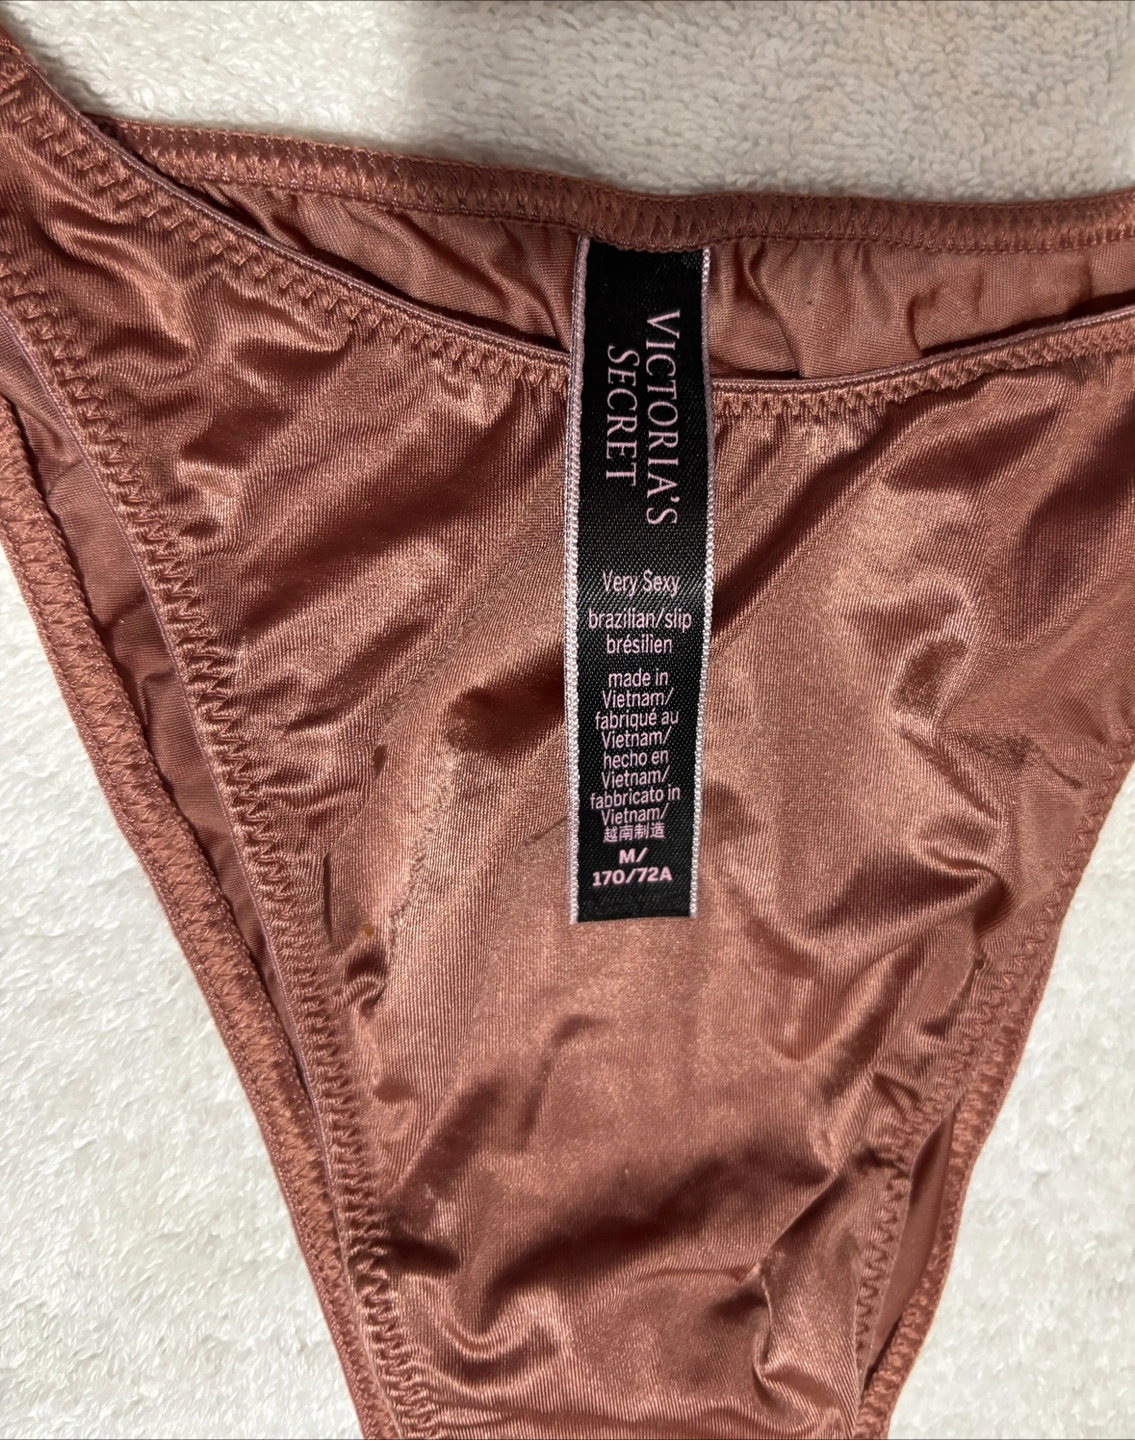 VICTORIA'S
SECRET
Very Sexy
brazilian/slip
brésilien
made in
Vietnam/
fabriqué au
Vietnam/
hecho en
Vietnam/
fabbricato in
Vietnam/
越南制造
M/
170/72A